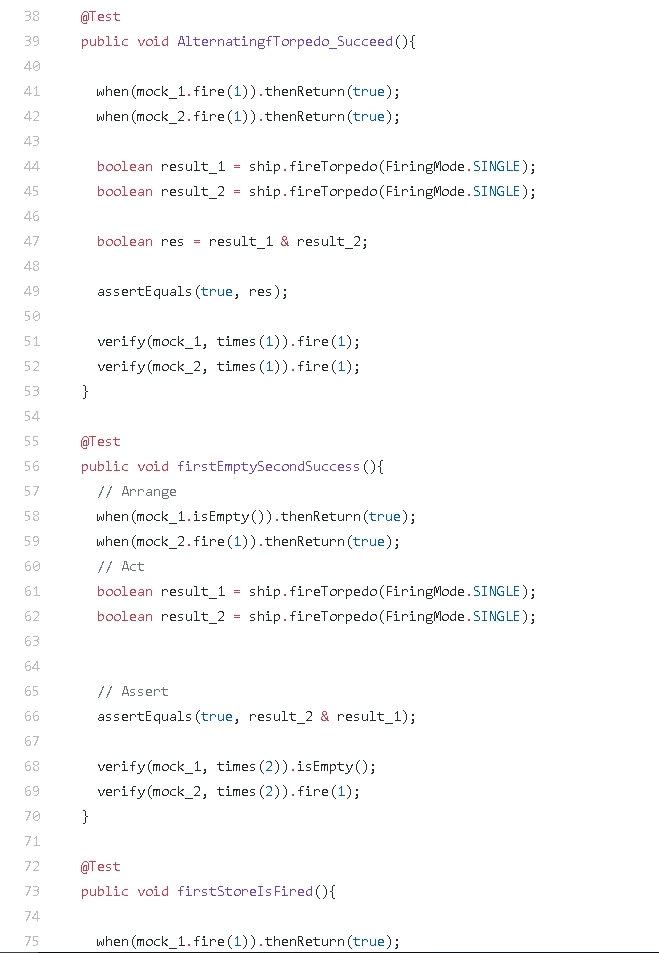 38 @Test
39 public void AlternatingfTorpedo_Succeed(){
40
41 when(mock_1.fire(1)).thenReturn(true);
42 when(mock_2.fire(1)).thenReturn(true);
43
44 boolean result_1 = ship.fireTorpedo(FiringMode.SINGLE);
45 boolean result_2 = ship.fireTorpedo(FiringMode.SINGLE);
46
47 boolean res = result_1 & result_2;
48
49 assertEquals(true, res);
50
51 verify(mock_1, times(1)).fire(1);
52 verify(mock_2, times(1)).fire(1);
53 }
54
55 @Test
56 public void firstEmptySecondSuccess(){
57 // Arrange
58 when(mock_1.isEmpty()).thenReturn(true);
59 when(mock_2.fire(1)).thenReturn(true);
60 // Act
61 boolean result_1 = ship.fireTorpedo(FiringMode.SINGLE);
62 boolean result_2 = ship.fireTorpedo(FiringMode.SINGLE);
63
64
65 // Assert
66 assertEquals(true, result_2 & result_1);
67
68 verify(mock_1, times(2)).isEmpty();
69 verify(mock_2, times(2)).fire(1);
70 }
71
72 @Test
73 public void firstStoreIsFired(){
74
75 when(mock_1.fire(1)).thenReturn(true);